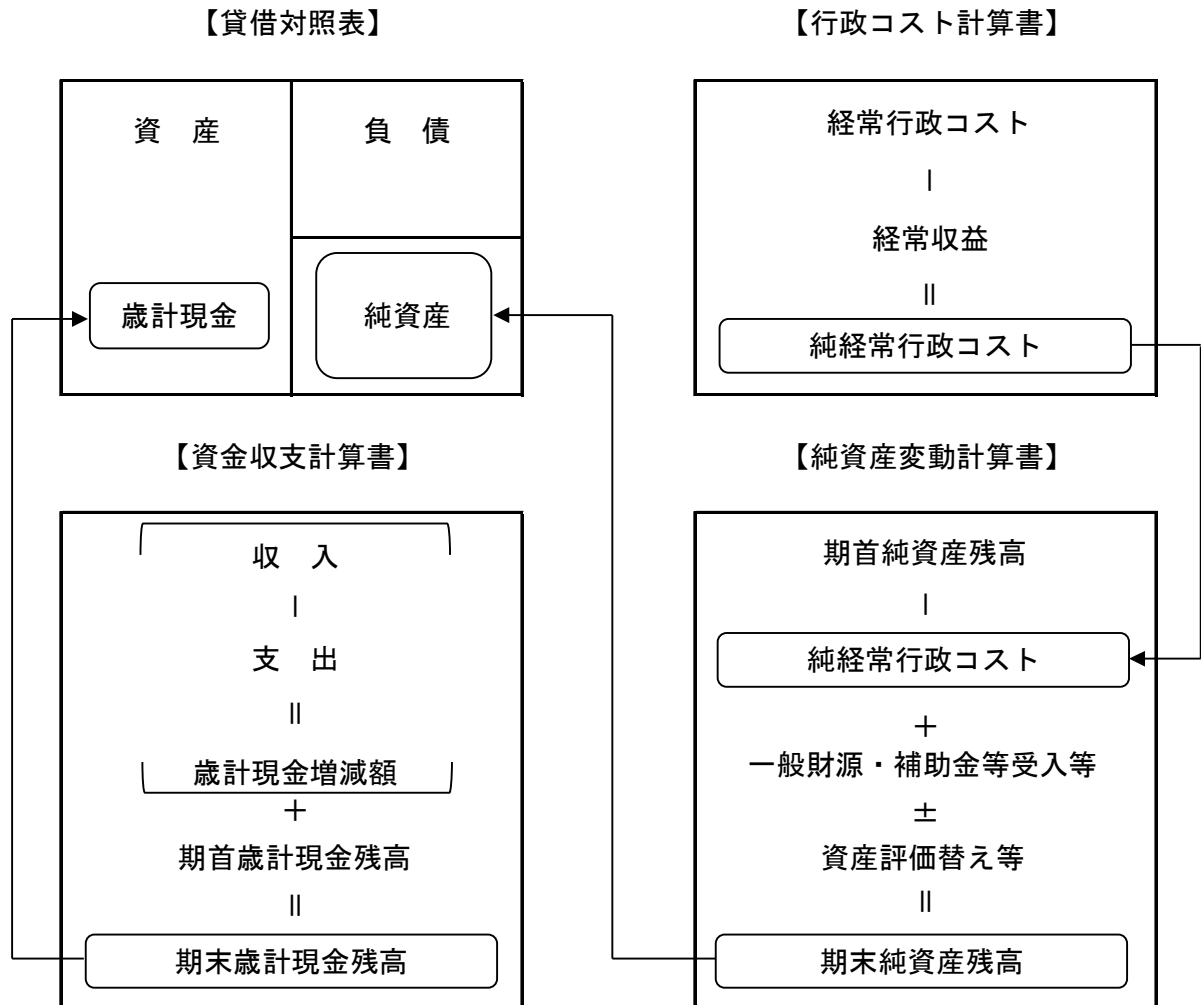 【貸借対照表】
資　産
負　債
歳計現金
純資産
【行政コスト計算書】
経常行政コスト
－
経常収益
＝
純経常行政コスト
【資金収支計算書】
収　入
－
支　出
＝
歳計現金増減額
＋
期首歳計現金残高
＝
期末歳計現金残高
【純資産変動計算書】
期首純資産残高
－
純経常行政コスト
＋
一般財源・補助金等受入等
±
資産評価替え等
＝
期末純資産残高